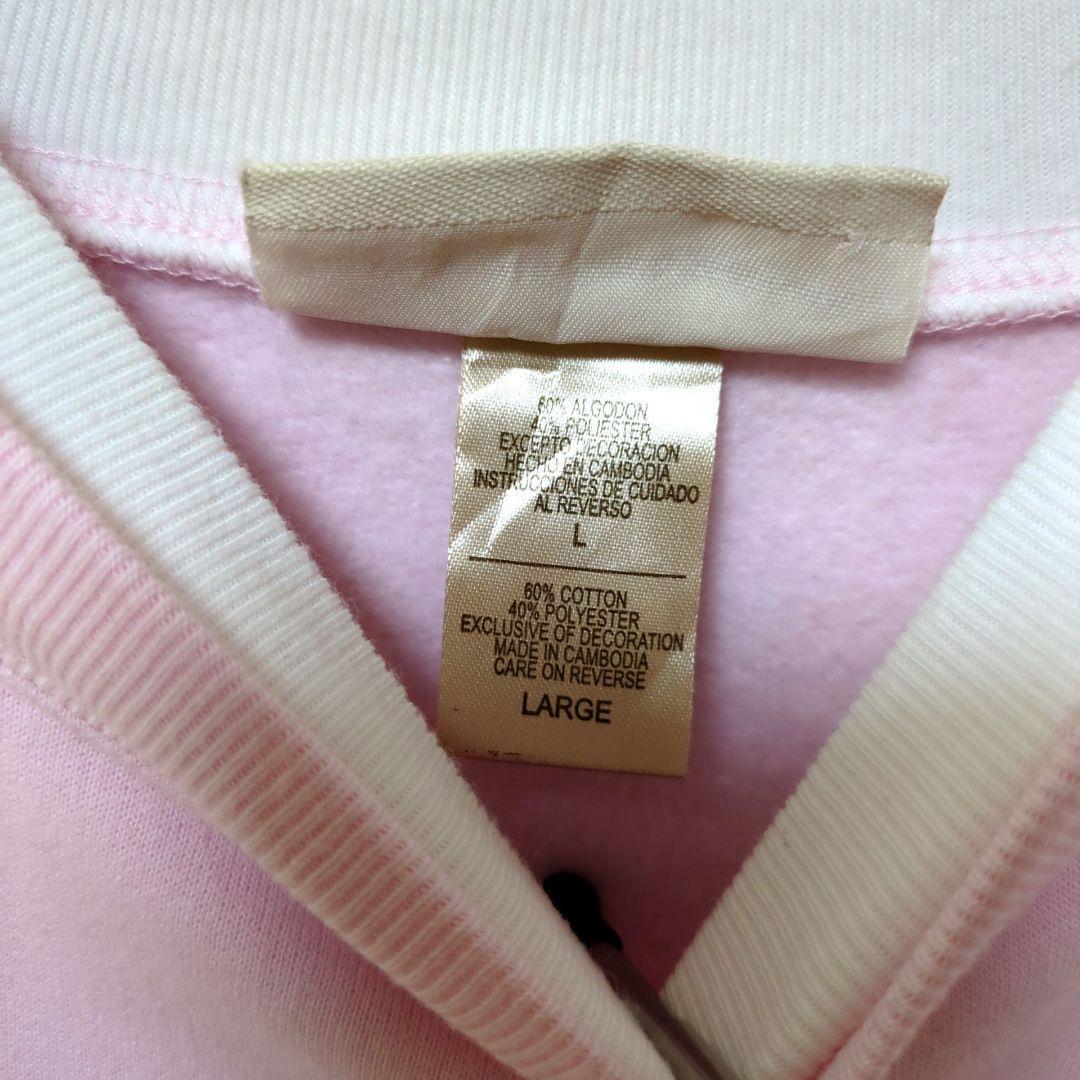 60% ALGODON
40% POLIESTER
EXCEPTO DECORACION
HECHO EN CAMBODIA
INSTRUCCIONES DE CUIDADO
AL REVERSO
L
60% COTTON
40% POLYESTER
EXCLUSIVE OF DECORATION
MADE IN CAMBODIA
CARE ON REVERSE
LARGE